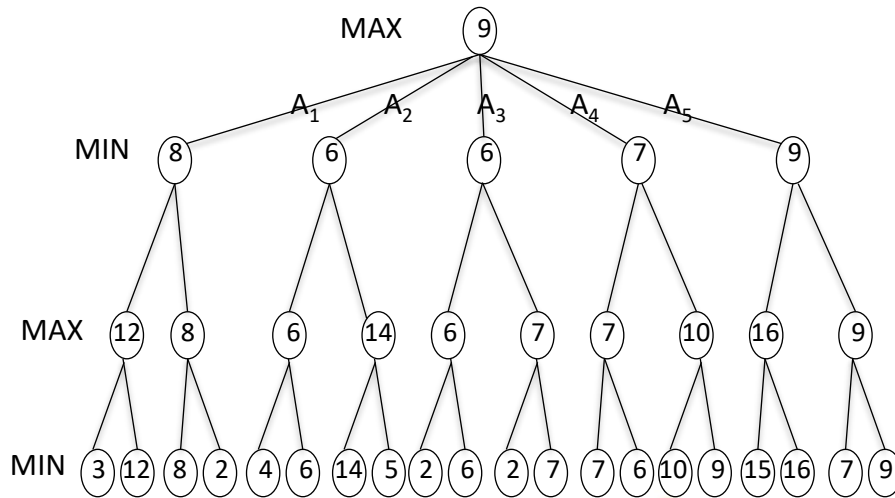 MAX 9
A1 A2 A3 A4 A5
MIN 8 6 6 7 9
MAX 12 8 6 14 6 7 7 10 16 9
MIN 3 12 8 2 4 6 14 5 2 6 2 7 7 6 10 9 15 16 7 9